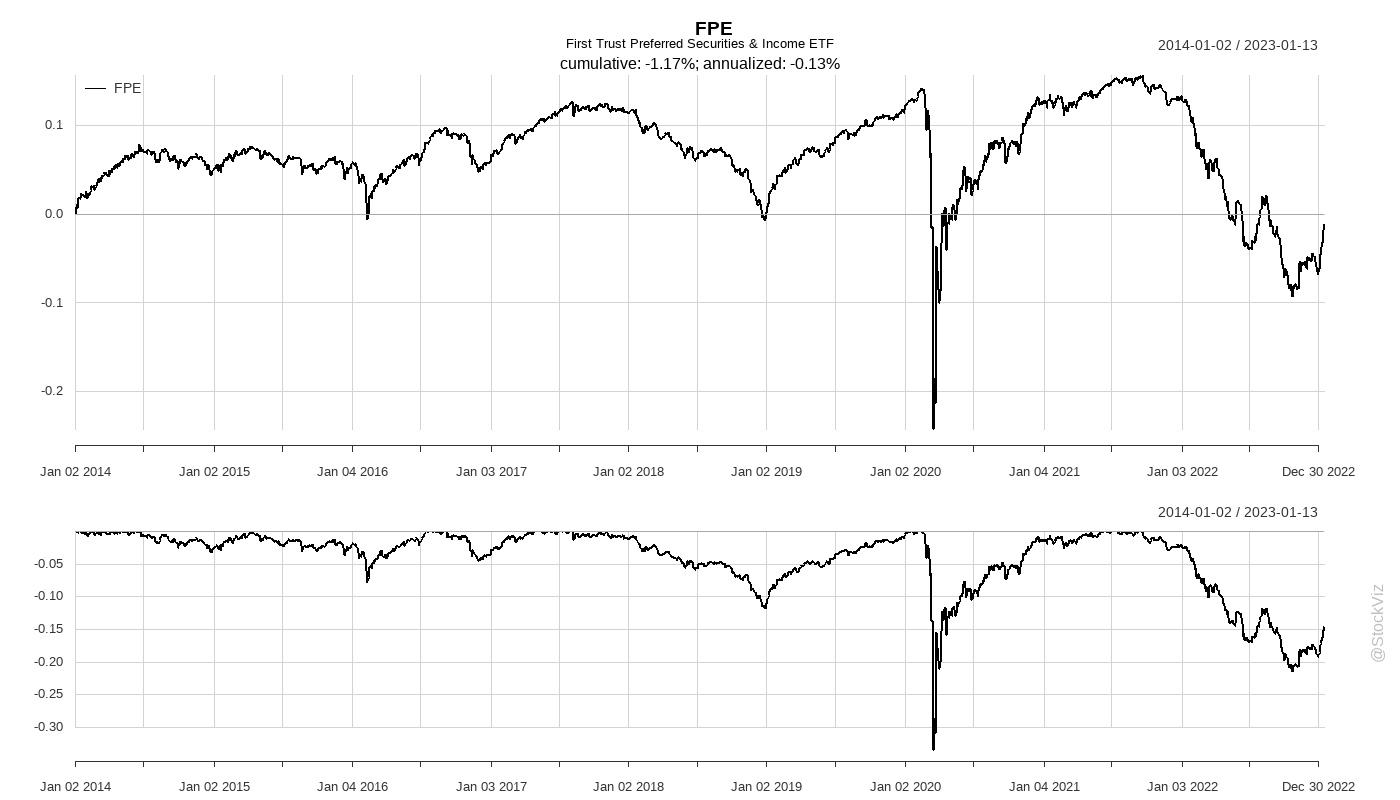 FPE
First Trust Preferred Securities & Income ETF
cumulative: -1.17%; annualized: -0.13%
2014-01-02 / 2023-01-13
FPE
0.1
0.0
-0.1
-0.2
Jan 02 2014 Jan 02 2015 Jan 04 2016 Jan 03 2017 Jan 02 2018 Jan 02 2019 Jan 02 2020 Jan 04 2021 Jan 03 2022 Dec 30 2022
2014-01-02 / 2023-01-13
-0.05
-0.10
-0.15
-0.20
-0.25
-0.30
Jan 02 2014 Jan 02 2015 Jan 04 2016 Jan 03 2017 Jan 02 2018 Jan 02 2019 Jan 02 2020 Jan 04 2021 Jan 03 2022 Dec 30 2022
@StockViz